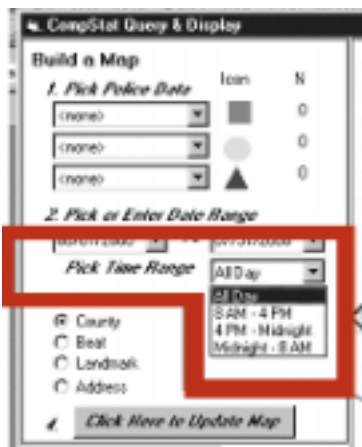 CompStat Query & Display
Build a Map
Icon N
1. Pick Police Data
<none> 0
<none> 0
<none> 0
2. Pick or Enter Date Range
Pick Time Range All Day
All Day
8 AM - 4 PM
4 PM - Midnight
Midnight - 8 AM
County
Beat
Landmark
Address
4. Click Here to Update Map